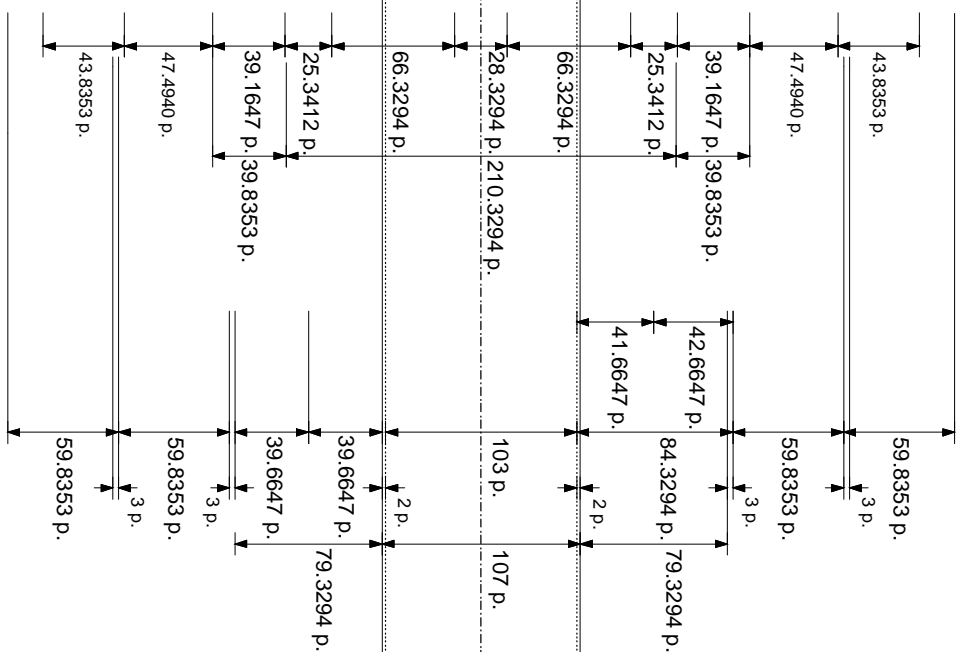 43.8353 p.
47.4940 p.
39.1647 p.
25.3412 p.
66.3294 p.
28.3294 p.
66.3294 p.
25.3412 p.
39.1647 p.
47.4940 p.
43.8353 p.
39.8353 p.
210.3294 p.
39.8353 p.
41.6647 p.
42.6647 p.
59.8353 p.
59.8353 p.
39.6647 p.
39.6647 p.
103 p.
84.3294 p.
59.8353 p.
59.8353 p.
3 p.
3 p.
2 p.
2 p.
3 p.
3 p.
79.3294 p.
107 p.
79.3294 p.